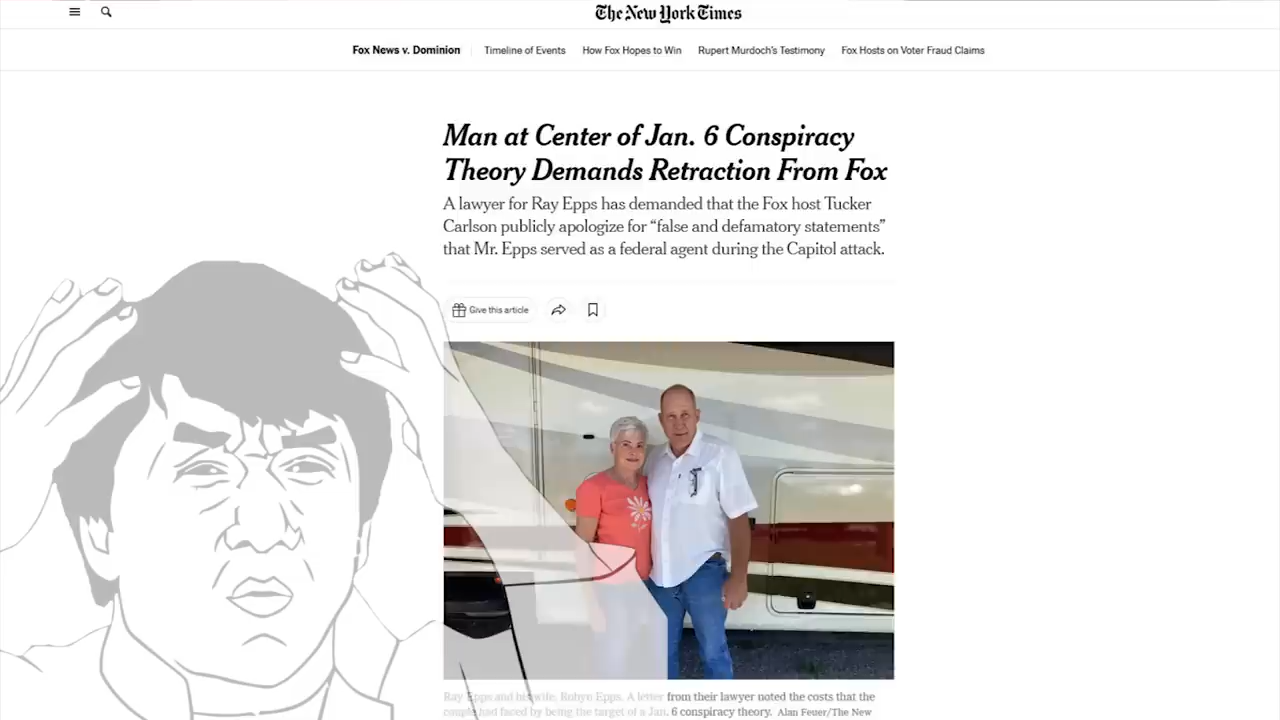 The New York Times
Fox News v. Dominion Timeline of Events How Fox Hopes to Win Rupert Murdoch's Testimony Fox Hosts on Voter Fraud Claims
Man at Center of Jan. 6 Conspiracy
Theory Demands Retraction From Fox
A lawyer for Ray Epps has demanded that the Fox host Tucker
Carlson publicly apologize for “false and defamatory statements”
that Mr. Epps served as a federal agent during the Capitol attack.
Give this article
Ray Epps and his wife, Robyn Epps. A letter from their lawyer noted the costs that the
couple had faced by being the target of a Jan. 6 conspiracy theory. Alan Feuer/The New